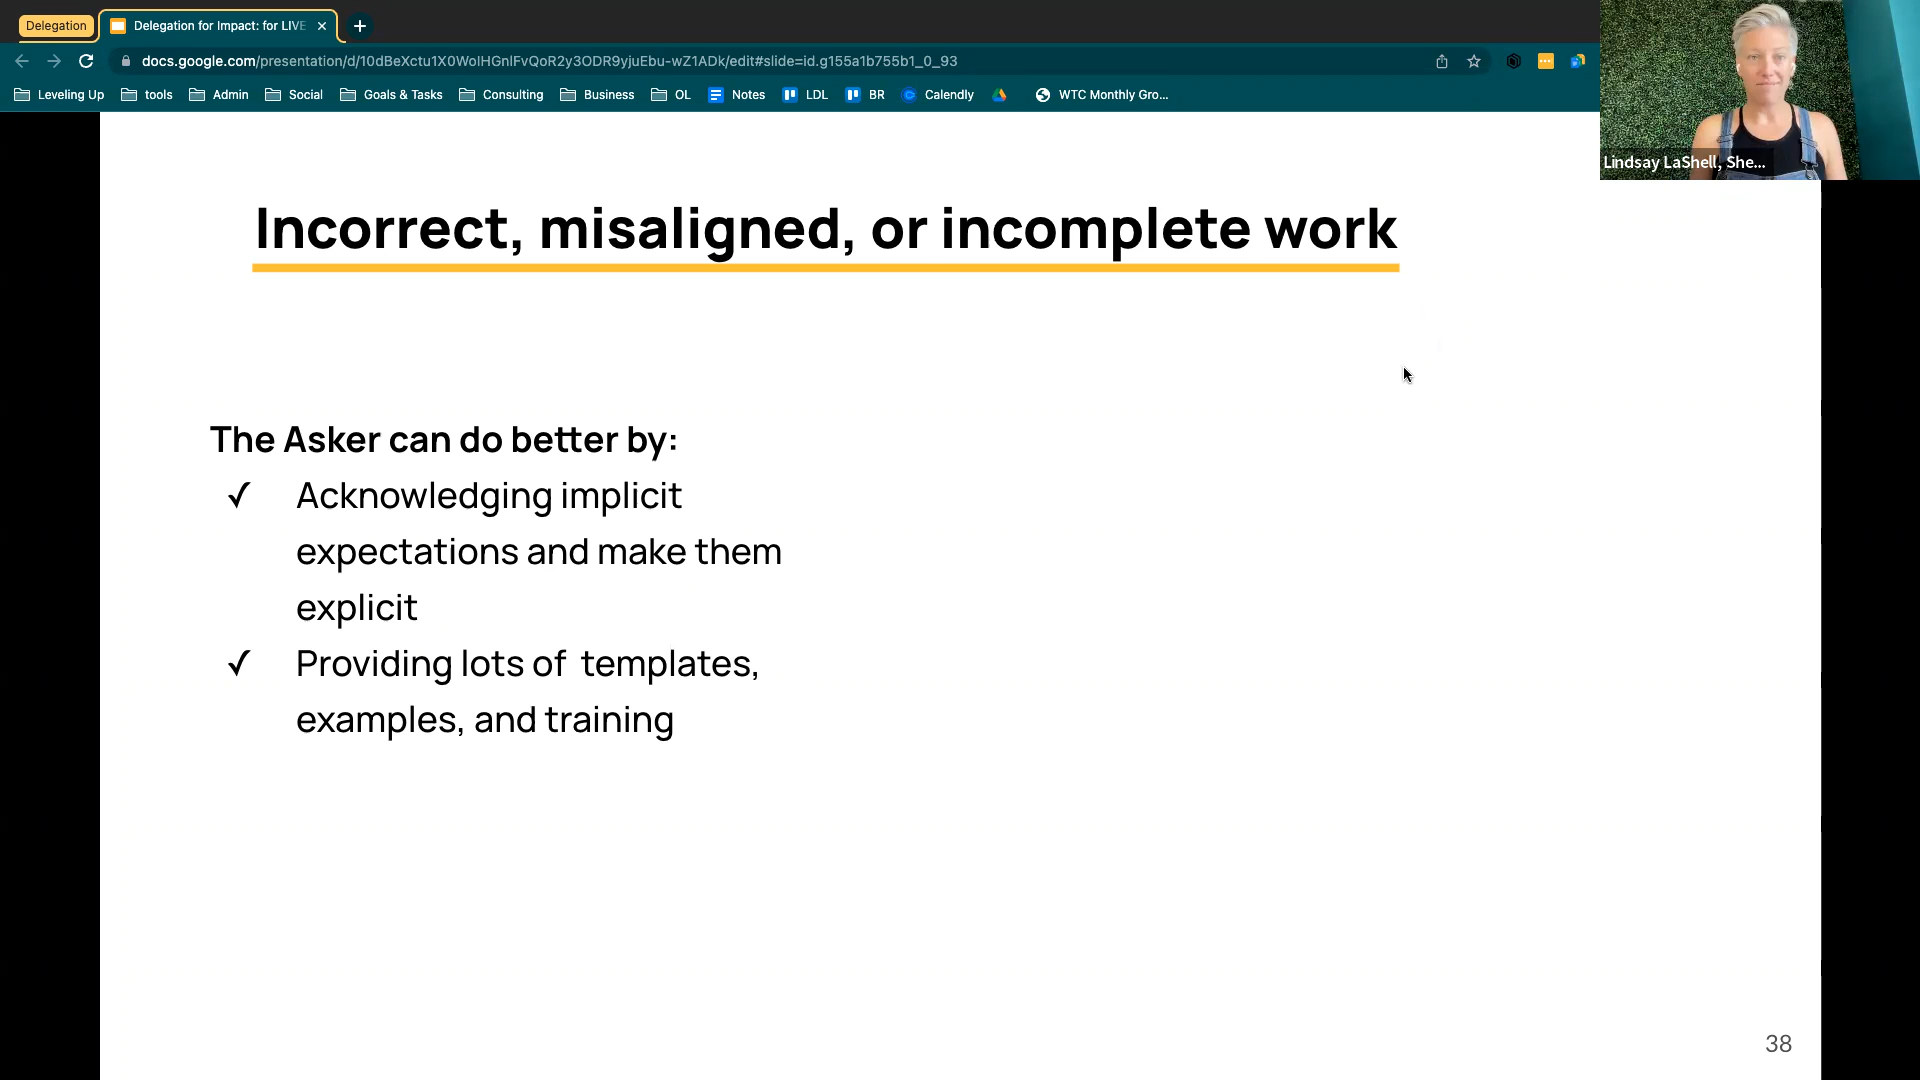 Delegation
Delegation for Impact: for LIVE
docs.google.com/presentation/d/10dBeXctu1X0WolHGnlFvQoR2y3ODR9yjuEbu-wZ1ADk/edit#slide=id.g155a1b755b1_0_93
Leveling Up tools Admin Social Goals & Tasks Consulting Business OL Notes LDL BR Calendly WTC Monthly Gro...
Lindsay LaShell, She...
Incorrect, misaligned, or incomplete work
The Asker can do better by:
✓ Acknowledging implicit
expectations and make them
explicit
✓ Providing lots of templates,
examples, and training
38